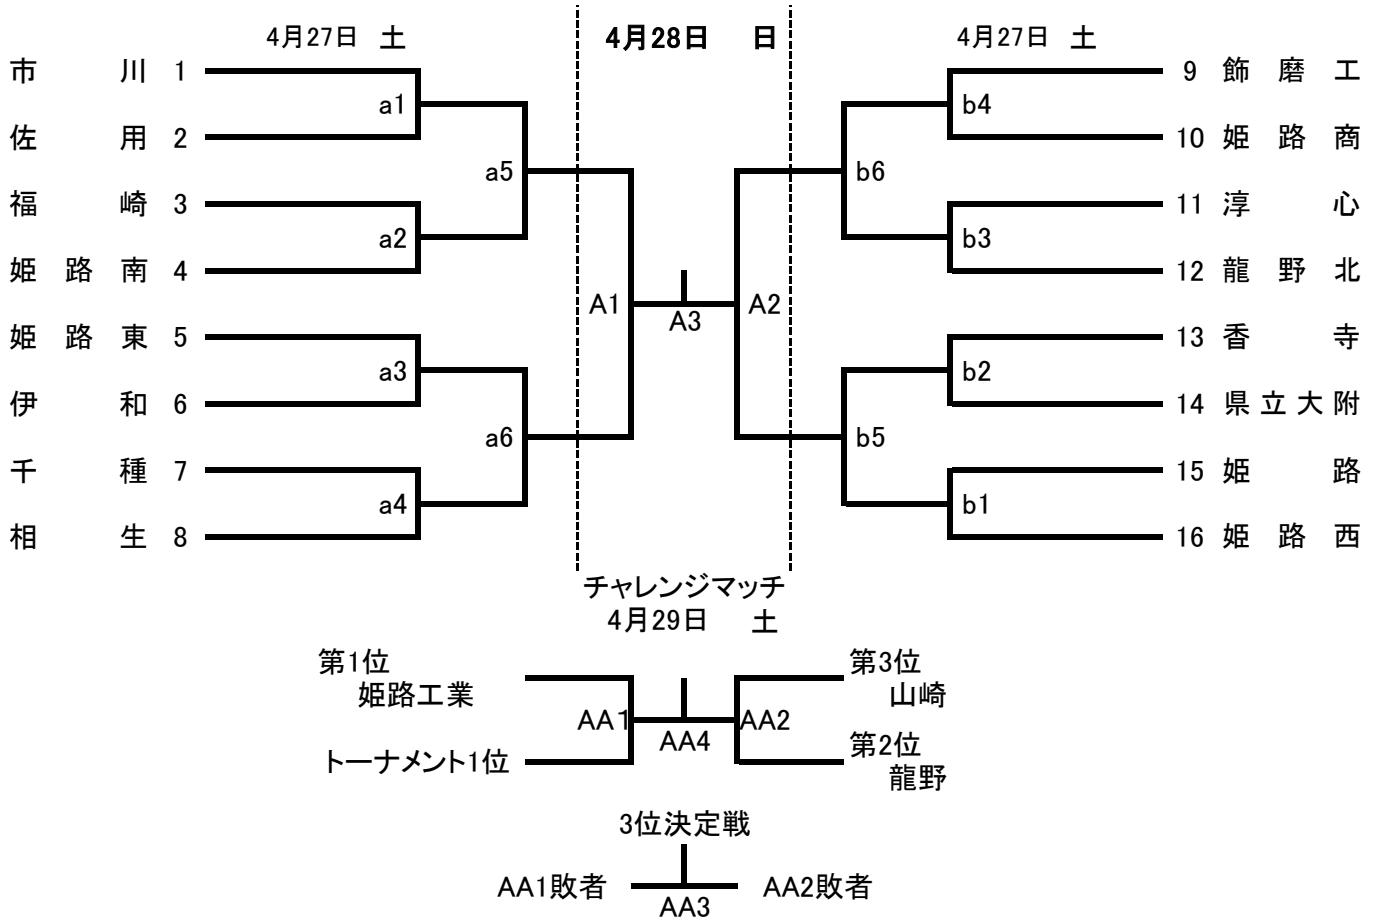 4月27日 土 4月28日 日 4月27日 土
市川 1 9 飾磨工
a1 b4
佐用 2 10 姫路商
a5 b6
福崎 3 11 淳心
a2 b3
姫路南 4 12 龍野北
A1 A3 A2
姫路東 5 13 香寺
a3 b2
伊和 6 14 県立大附
a6 b5
千種 7 15 姫路
a4 b1
相生 8 16 姫路西
チャレンジマッチ
4月29日 土
第1位 第3位
姫路工業 山崎
AA1 AA4 AA2
トーナメント1位 第2位
龍野
3位決定戦
AA1敗者 AA2敗者
AA3